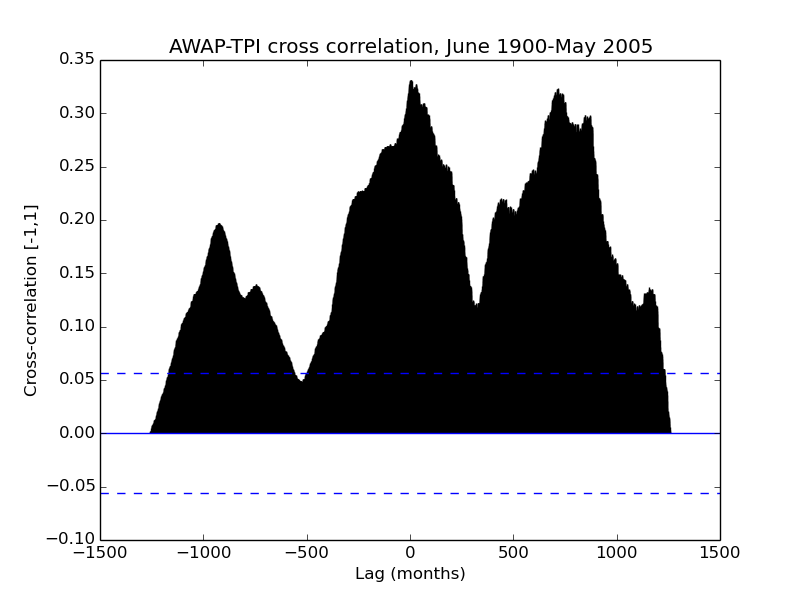 AWAP-TPI cross correlation, June 1900-May 2005
0.35
0.30
0.25
0.20
0.15
0.10
0.05
0.00
−0.05
−0.10
Cross-correlation [-1,1]
−1500 −1000 −500 0 500 1000 1500
Lag (months)